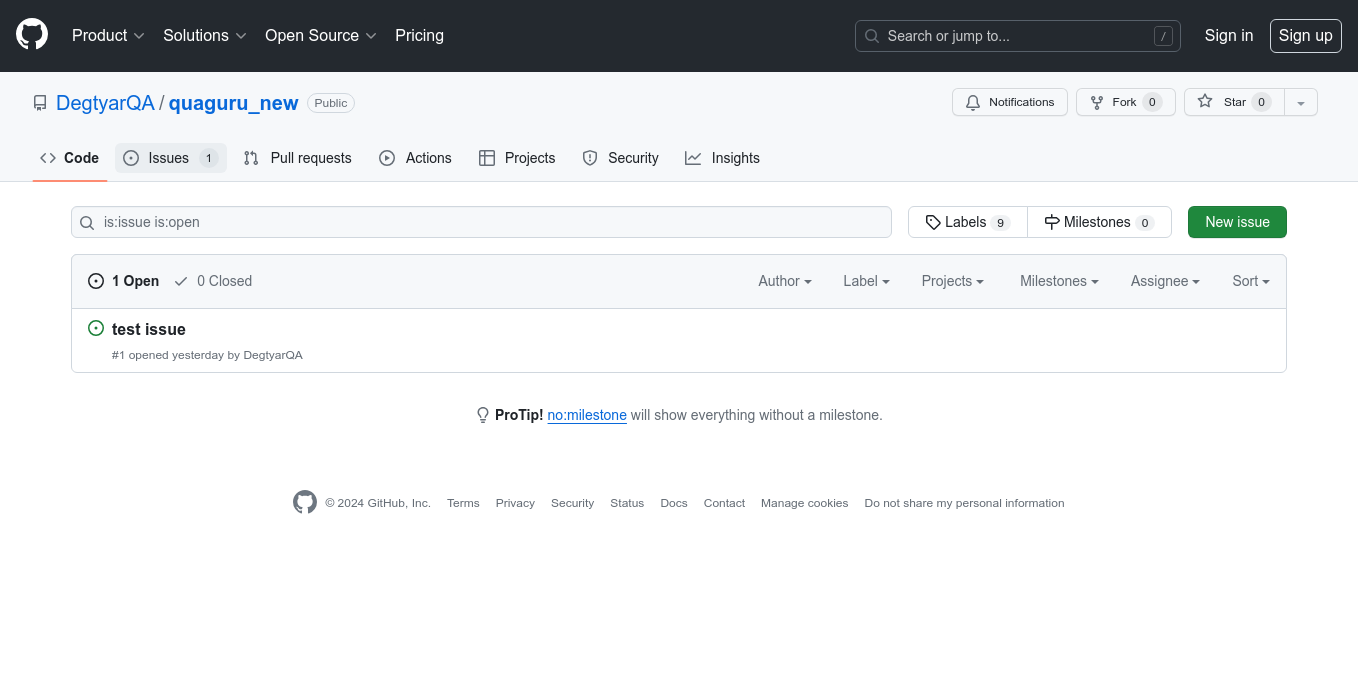 Product Solutions Open Source Pricing Search or jump to... / Sign in Sign up
DegtyarQA / quaguru_new Public Notifications Fork 0 Star 0
Code Issues 1 Pull requests Actions Projects Security Insights
is:issue is:open Labels 9 Milestones 0 New issue
1 Open 0 Closed Author Label Projects Milestones Assignee Sort
test issue
#1 opened yesterday by DegtyarQA
ProTip! no:milestone will show everything without a milestone.
© 2024 GitHub, Inc. Terms Privacy Security Status Docs Contact Manage cookies Do not share my personal information